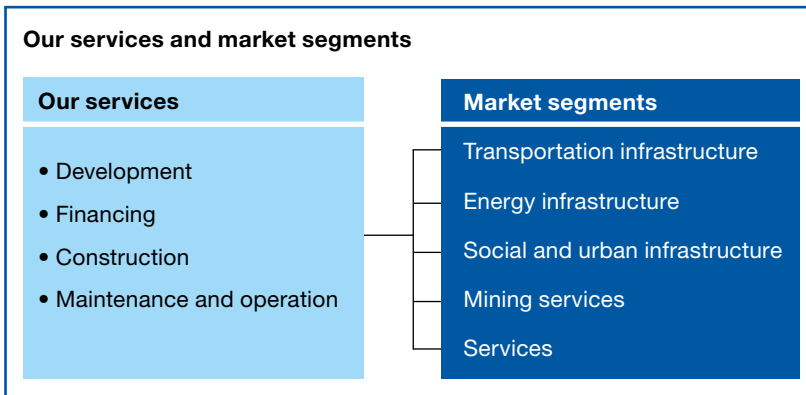 Our services and market segments
Our services
• Development
• Financing
• Construction
• Maintenance and operation
Market segments
Transportation infrastructure
Energy infrastructure
Social and urban infrastructure
Mining services
Services